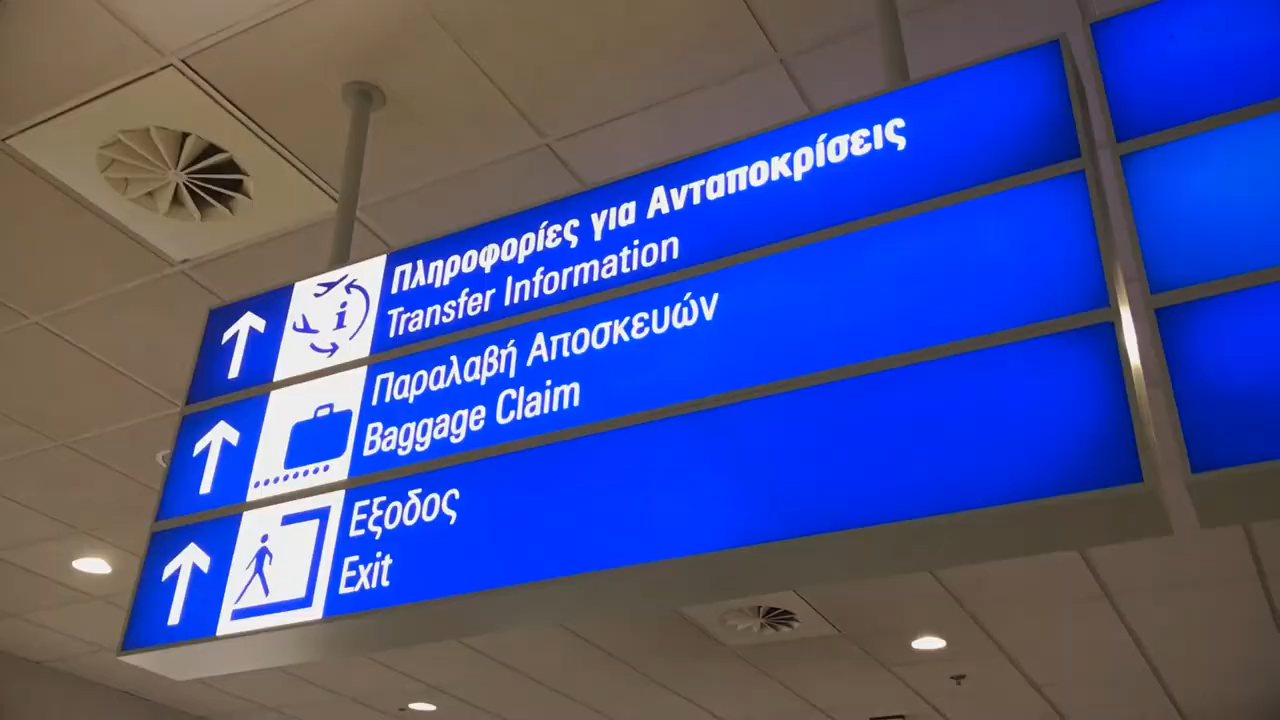 Πληροφορίες για Ανταποκρίσεις
Transfer Information
Παραλαβή Αποσκευών
Baggage Claim
Εξοδος
Exit